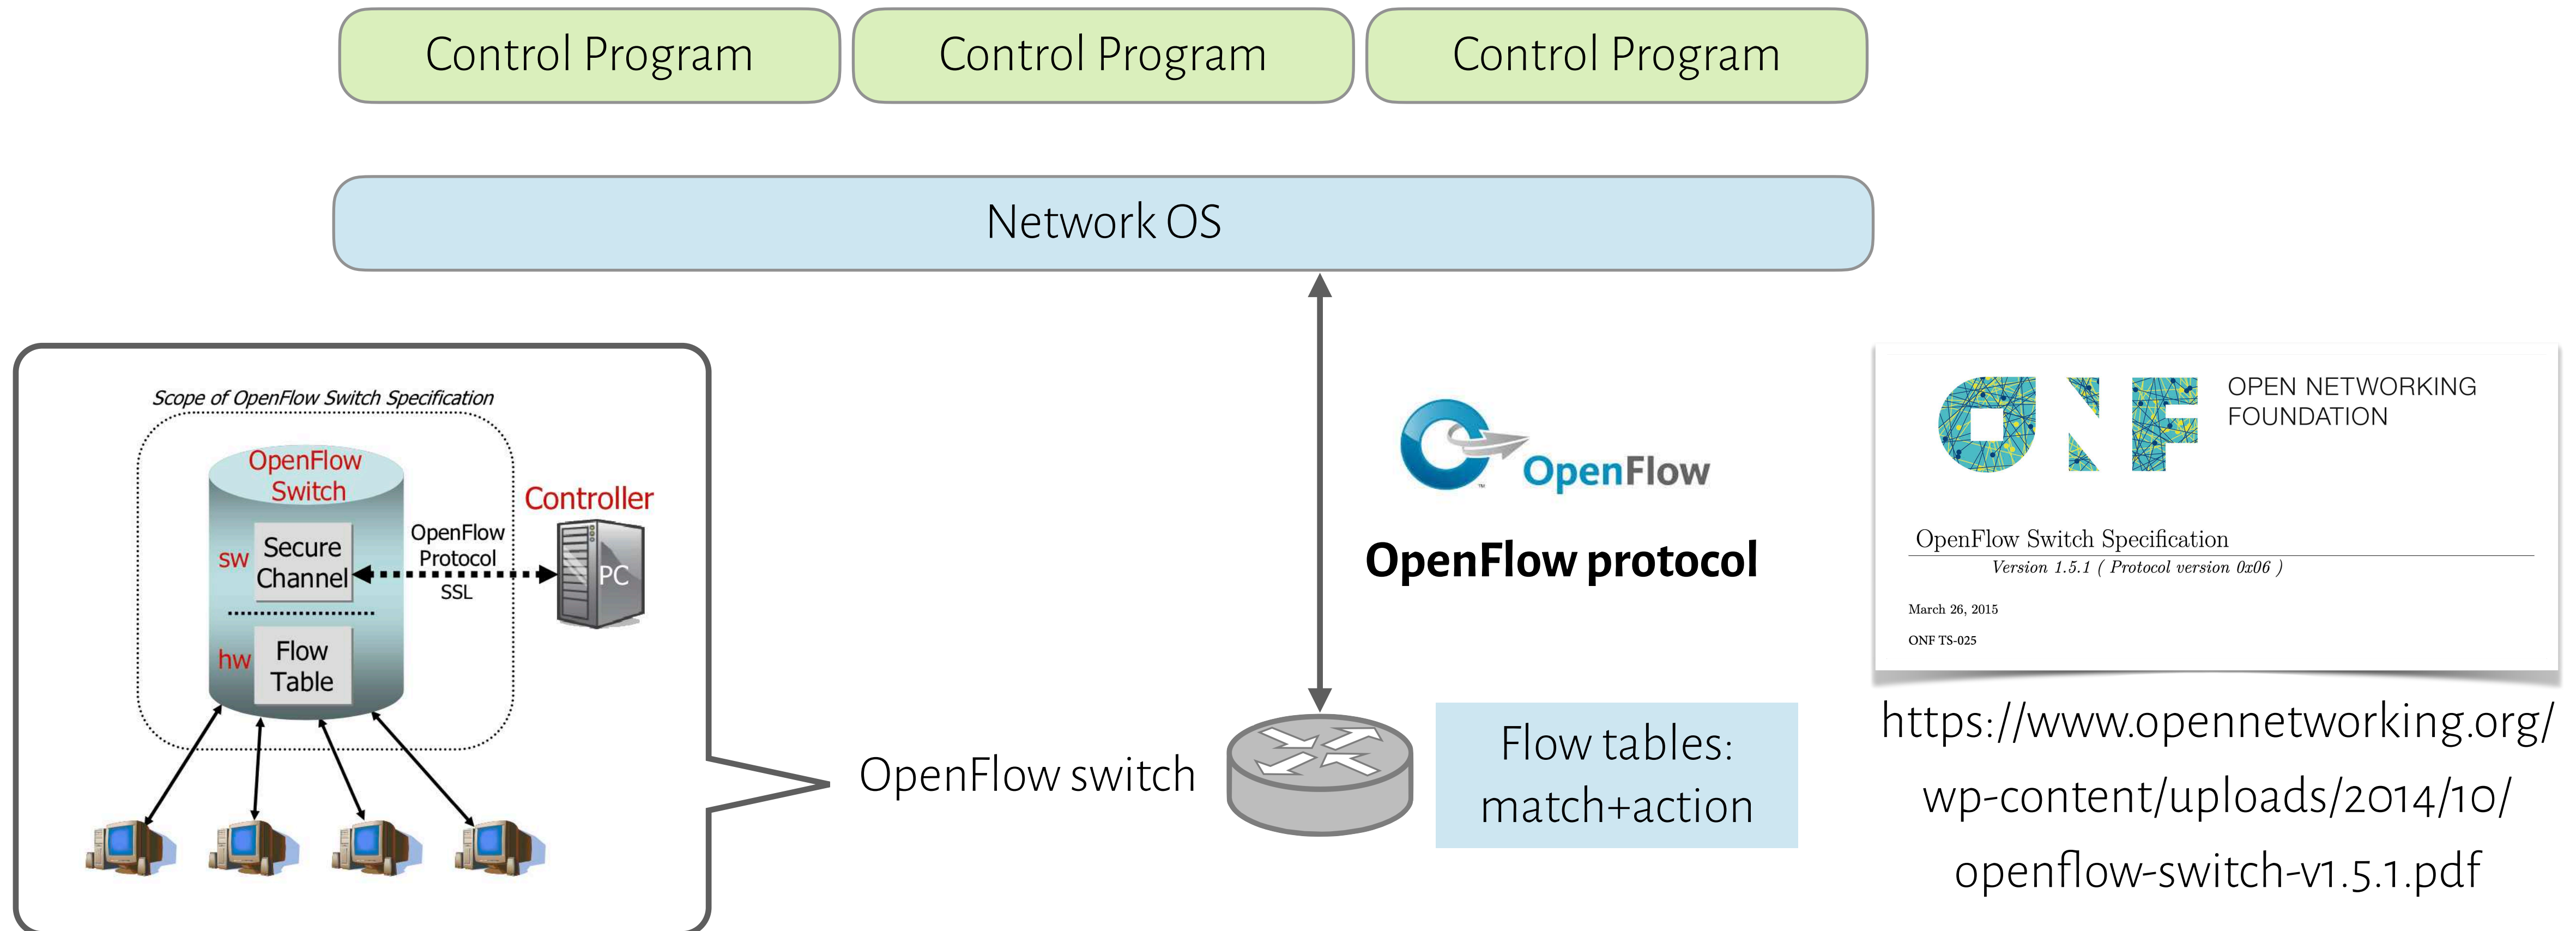 Control Program
Control Program
Control Program
Network OS
Scope of OpenFlow Switch Specification
OpenFlow
Switch
Controller
sw
Secure
Channel
OpenFlow
Protocol
SSL
PC
hw
Flow
Table
OpenFlow switch
OpenFlow
™
OpenFlow protocol
Flow tables:
match+action
ONF
OPEN NETWORKING
FOUNDATION
OpenFlow Switch Specification
Version 1.5.1 ( Protocol version 0x06 )
March 26, 2015
ONF TS-025
https://www.opennetworking.org/
wp-content/uploads/2014/10/
openflow-switch-v1.5.1.pdf